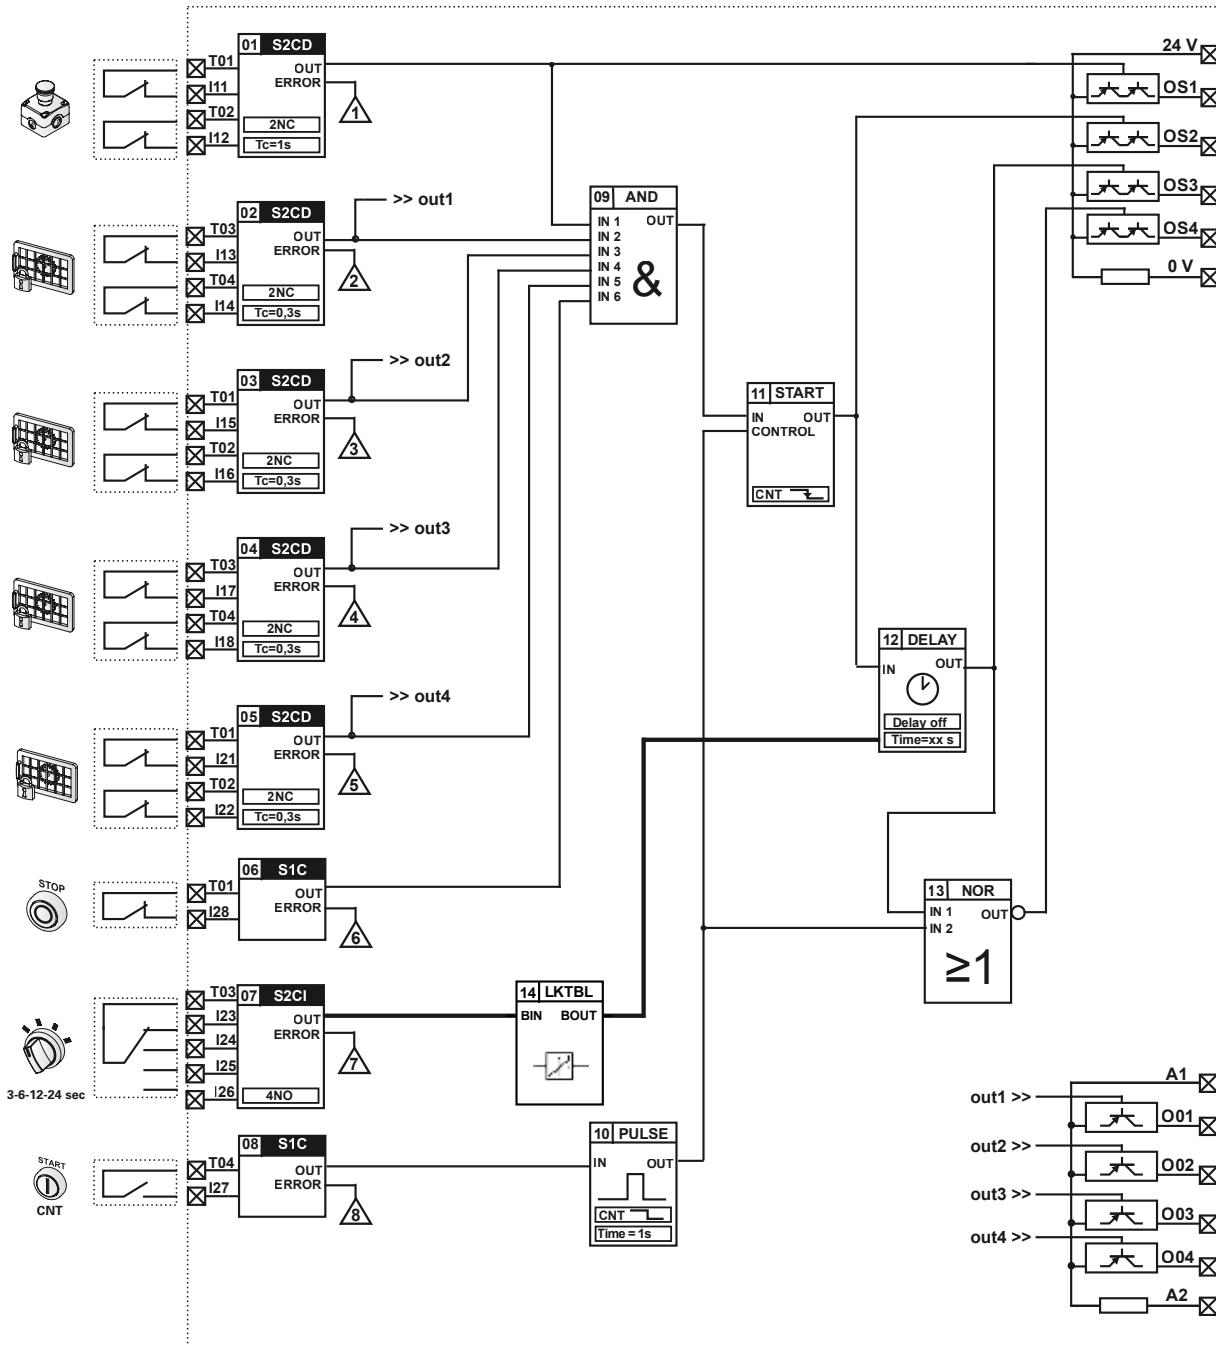 01 S2CD
T01
I11
T02
I12
OUT
ERROR
1
2NC
Tc=1s
02 S2CD
T03
I13
T04
I14
OUT
ERROR
2
2NC
Tc=0,3s
>> out1
03 S2CD
T01
I15
T02
I16
OUT
ERROR
3
2NC
Tc=0,3s
>> out2
04 S2CD
T03
I17
T04
I18
OUT
ERROR
4
2NC
Tc=0,3s
>> out3
05 S2CD
T01
I21
T02
I22
OUT
ERROR
5
2NC
Tc=0,3s
>> out4
STOP
06 S1C
T01
I28
OUT
ERROR
6
3-6-12-24 sec
07 S2CI
T03
I23
I24
I25
I26
OUT
ERROR
7
4NO
START
CNT
08 S1C
T04
I27
OUT
ERROR
8
09 AND
IN 1 OUT
IN 2
IN 3
IN 4
IN 5
IN 6
&
14 LKTBL
BIN BOUT
10 PULSE
IN OUT
CNT
Time = 1s
11 START
IN OUT
CONTROL
CNT
12 DELAY
IN OUT
Delay off
Time=xx s
13 NOR
IN 1 OUT
IN 2
≥1
24 V
OS1
OS2
OS3
OS4
0 V
A1
out1 >>
O01
out2 >>
O02
out3 >>
O03
out4 >>
O04
A2